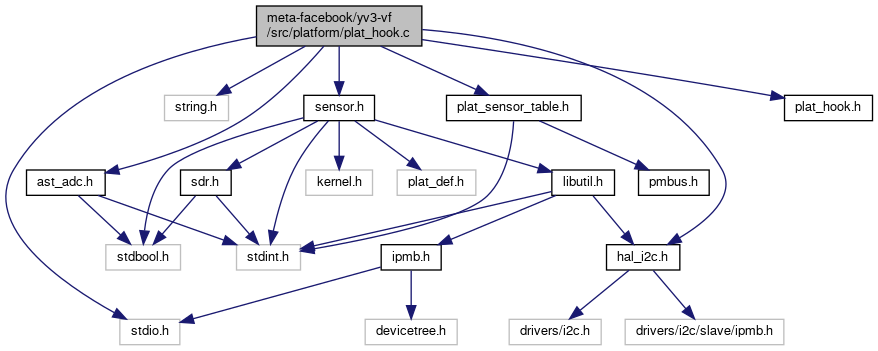 meta-facebook/yv3-vf
/src/platform/plat_hook.c
string.h
sensor.h
plat_sensor_table.h
plat_hook.h
ast_adc.h
sdr.h
kernel.h
plat_def.h
libutil.h
pmbus.h
stdbool.h
stdint.h
ipmb.h
hal_i2c.h
stdio.h
devicetree.h
drivers/i2c.h
drivers/i2c/slave/ipmb.h